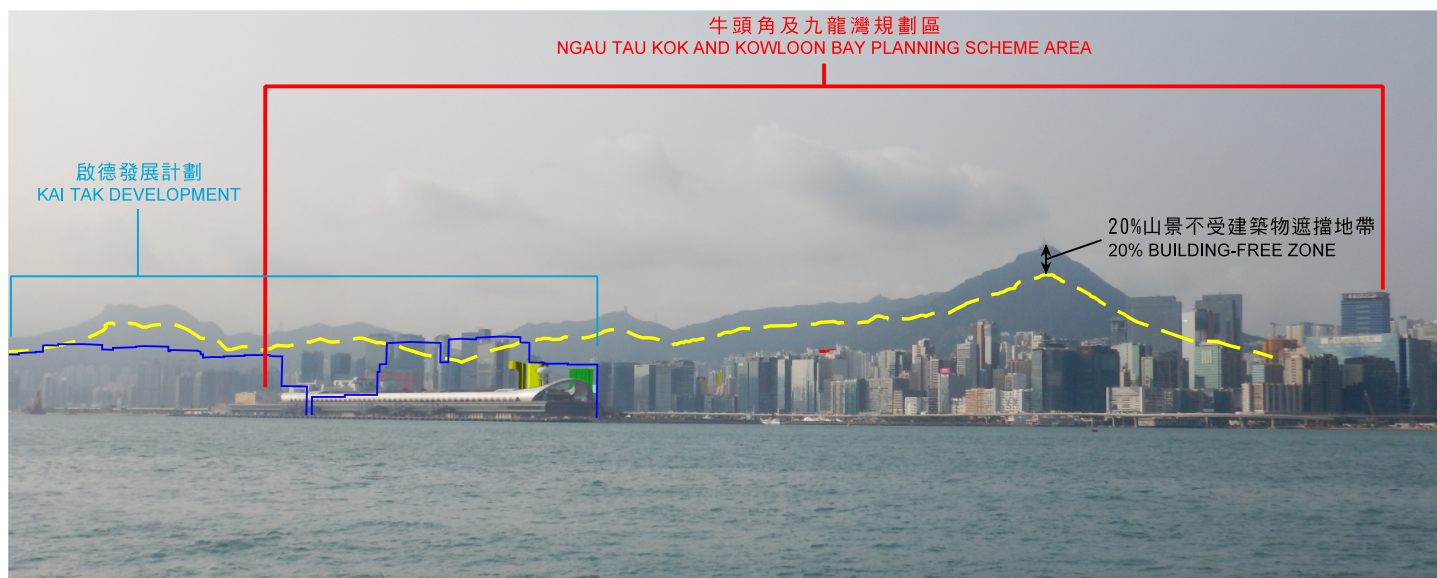 牛頭角及九龍灣規劃區
NGAU TAU KOK AND KOWLOON BAY PLANNING SCHEME AREA
啟德發展計劃
KAI TAK DEVELOPMENT
20%山景不受建築物遮擋地帶
20% BUILDING-FREE ZONE